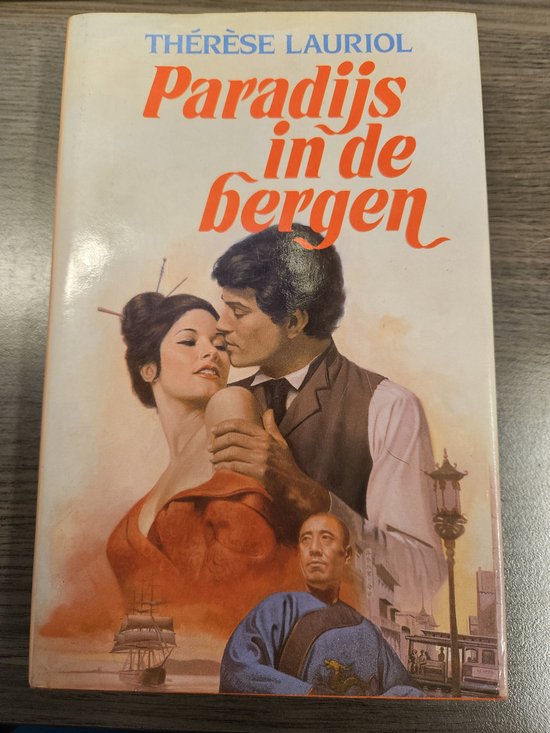 THÉRÈSE LAURIOL
Paradijs
in de
bergen